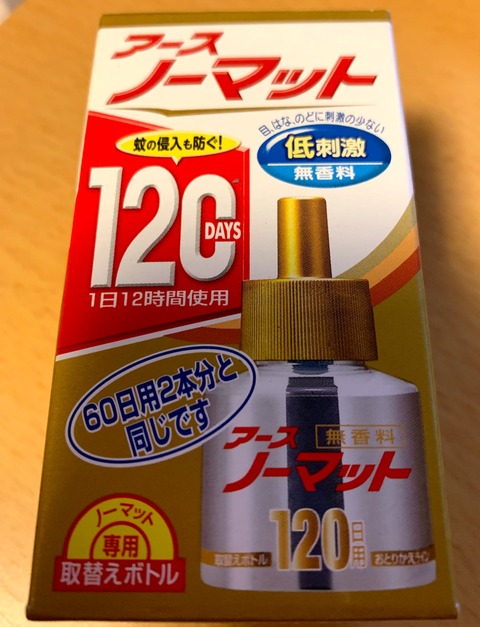 アース
ノーマット
目、はな、のどに刺激の少ない
低刺激
無香料
蚊の侵入も防ぐ!
120
DAYS
1日12時間使用
60日用2本分と
同じです
アース
無香料
ノーマット
120日用
取替えボトル
おとりかえライン
ノーマット
専用
取替えボトル